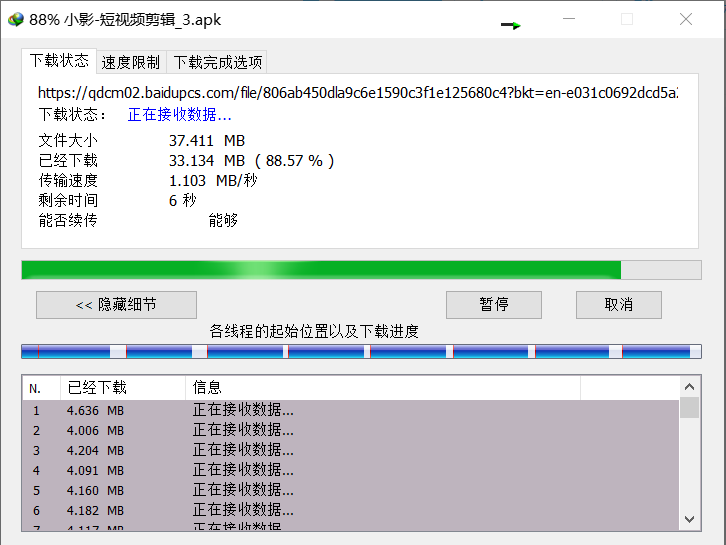 88% 小影-短视频剪辑_3.apk
下载状态 速度限制 下载完成选项
https://qdcm02.baidupcs.com/file/806ab450dla9c6e1590c3f1e125680c4?bkt=en-e031c0692dcd5a2
下载状态： 正在接收数据...
文件大小 37.411 MB
已经下载 33.134 MB ( 88.57 % )
传输速度 1.103 MB/秒
剩余时间 6 秒
能否续传 能够
<< 隐藏细节 暂停 取消
各线程的起始位置以及下载进度
N. 已经下载 信息
1 4.636 MB 正在接收数据...
2 4.006 MB 正在接收数据...
3 4.204 MB 正在接收数据...
4 4.091 MB 正在接收数据...
5 4.160 MB 正在接收数据...
6 4.182 MB 正在接收数据...
7 4.117 MB 正在接收数据